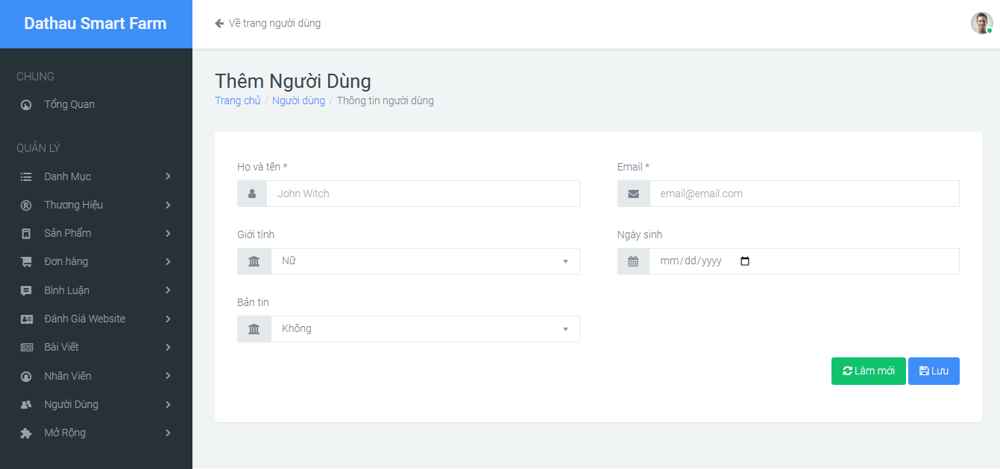 Dathau Smart Farm
Về trang người dùng
CHUNG
Tổng Quan
QUẢN LÝ
Danh Mục
Thương Hiệu
Sản Phẩm
Đơn hàng
Bình Luận
Đánh Giá Website
Bài Viết
Nhân Viên
Người Dùng
Mở Rộng
Thêm Người Dùng
Trang chủ / Người dùng / Thông tin người dùng
Họ và tên *
John Witch
Email *
email@email.com
Giới tính
Nữ
Ngày sinh
mm/dd/yyyy
Bản tin
Không
Làm mới
Lưu